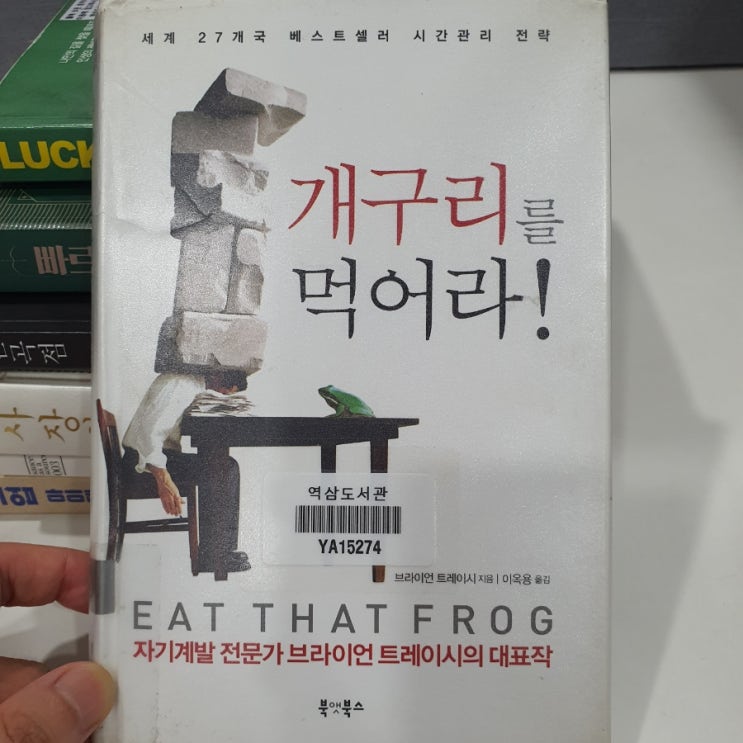 세계 27개국 베스트셀러 시간관리 전략
개구리를
먹어라!
역삼도서관
YA15274
브라이언 트레이시 지음 | 이옥용 옮김
EAT THAT FROG
자기계발 전문가 브라이언 트레이시의 대표작
북앳북스
LUCK